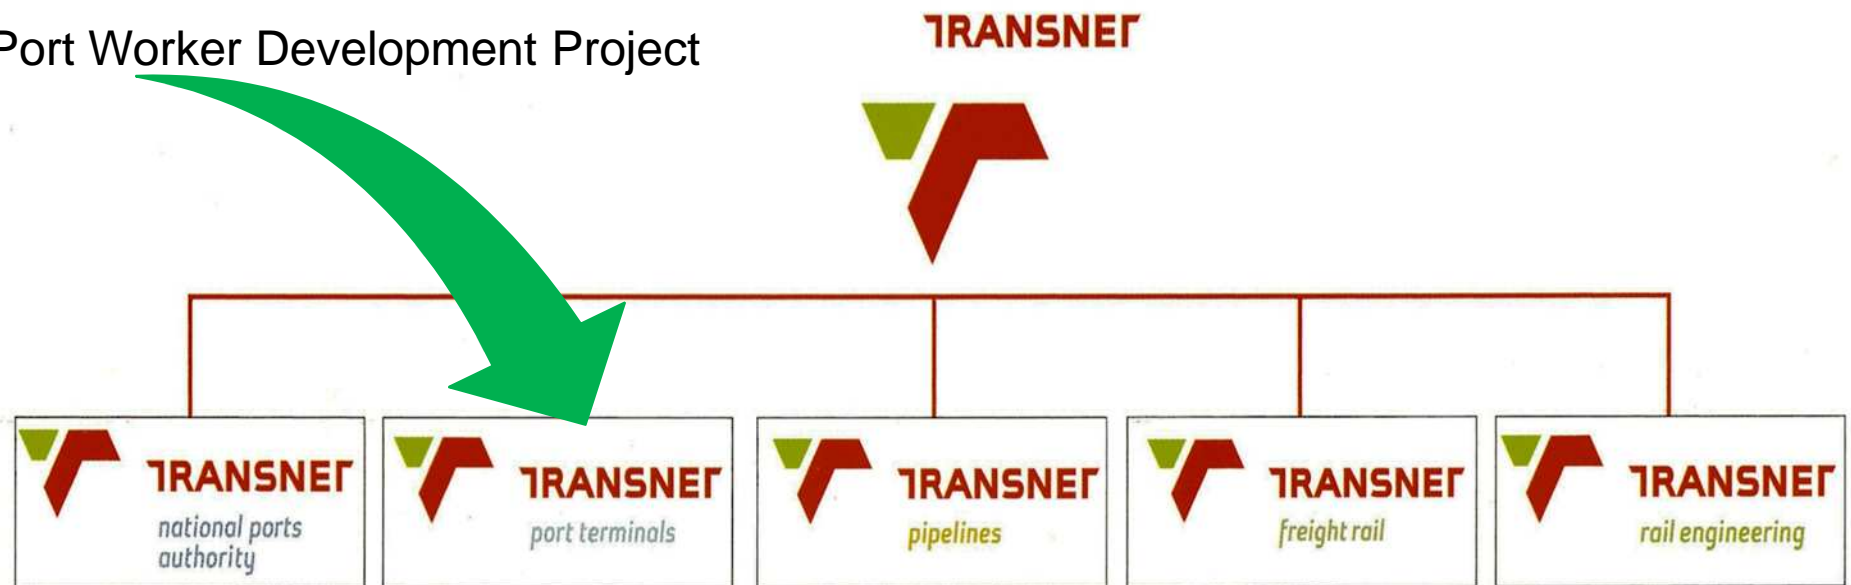 Port Worker Development Project
TRANSNET
TRANSNET
national ports
authority
TRANSNET
port terminals
TRANSNET
pipelines
TRANSNET
freight rail
TRANSNET
rail engineering